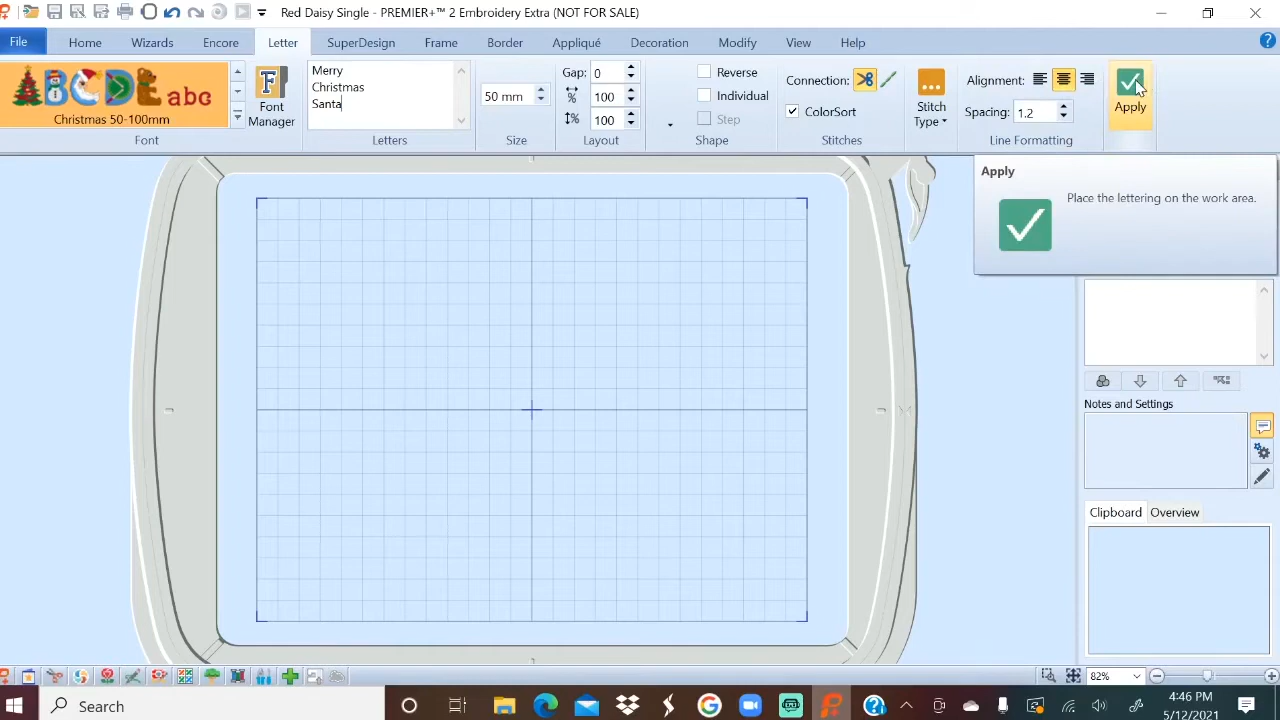 Red Daisy Single - PREMIER+™ 2 Embroidery Extra (NOT FOR SALE)
File Home Wizards Encore Letter SuperDesign Frame Border Appliqué Decoration Modify View Help
abc
Christmas 50-100mm
Font
Font
Manager
Merry
Christmas
Santa
Letters
50 mm
Size
Gap: 0
100
100
Layout
Reverse
Individual
Step
Shape
Connection:
ColorSort
Stitches
Stitch
Type
Alignment:
Spacing: 1.2
Line Formatting
Apply
Apply
Place the lettering on the work area.
Notes and Settings
Clipboard Overview
82%
Search
4:46 PM
5/12/2021